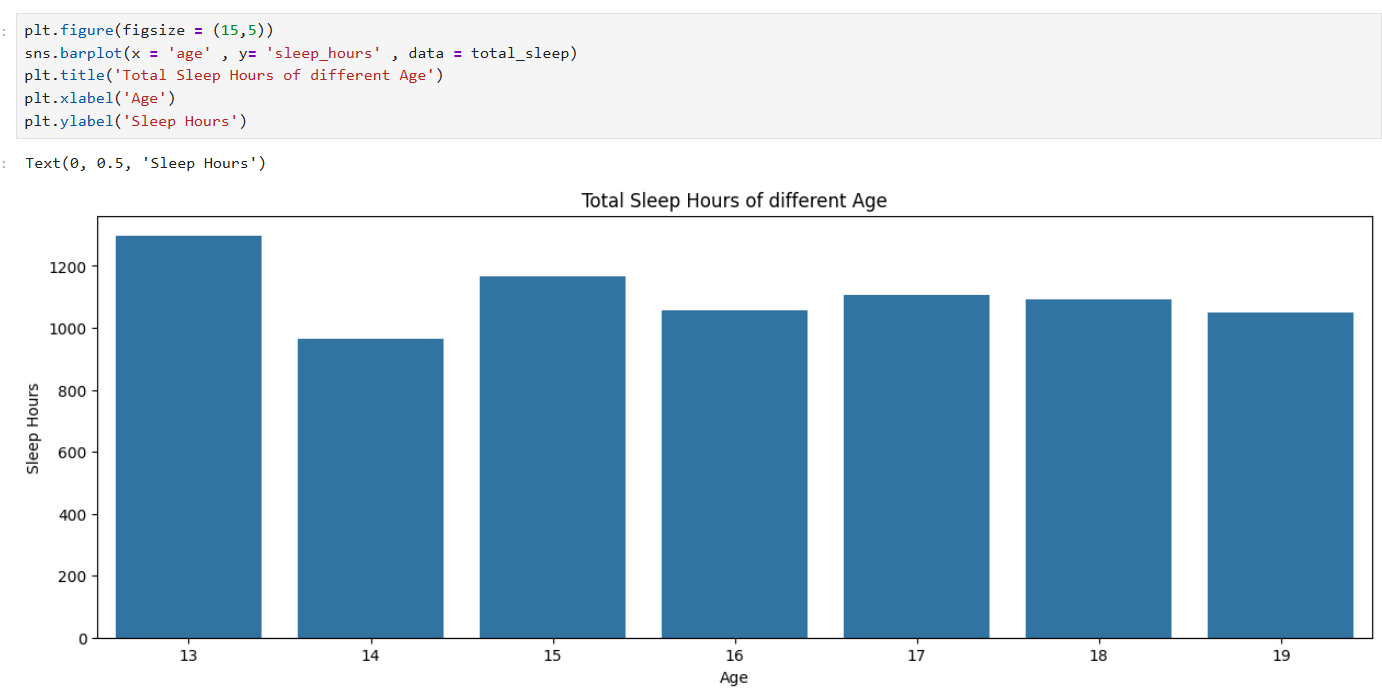 : plt.figure(figsize = (15,5))
sns.barplot(x = 'age' , y= 'sleep_hours' , data = total_sleep)
plt.title('Total Sleep Hours of different Age')
plt.xlabel('Age')
plt.ylabel('Sleep Hours')
: Text(0, 0.5, 'Sleep Hours')
Total Sleep Hours of different Age
1200
1000
800
600
400
200
0
Sleep Hours
13 14 15 16 17 18 19
Age